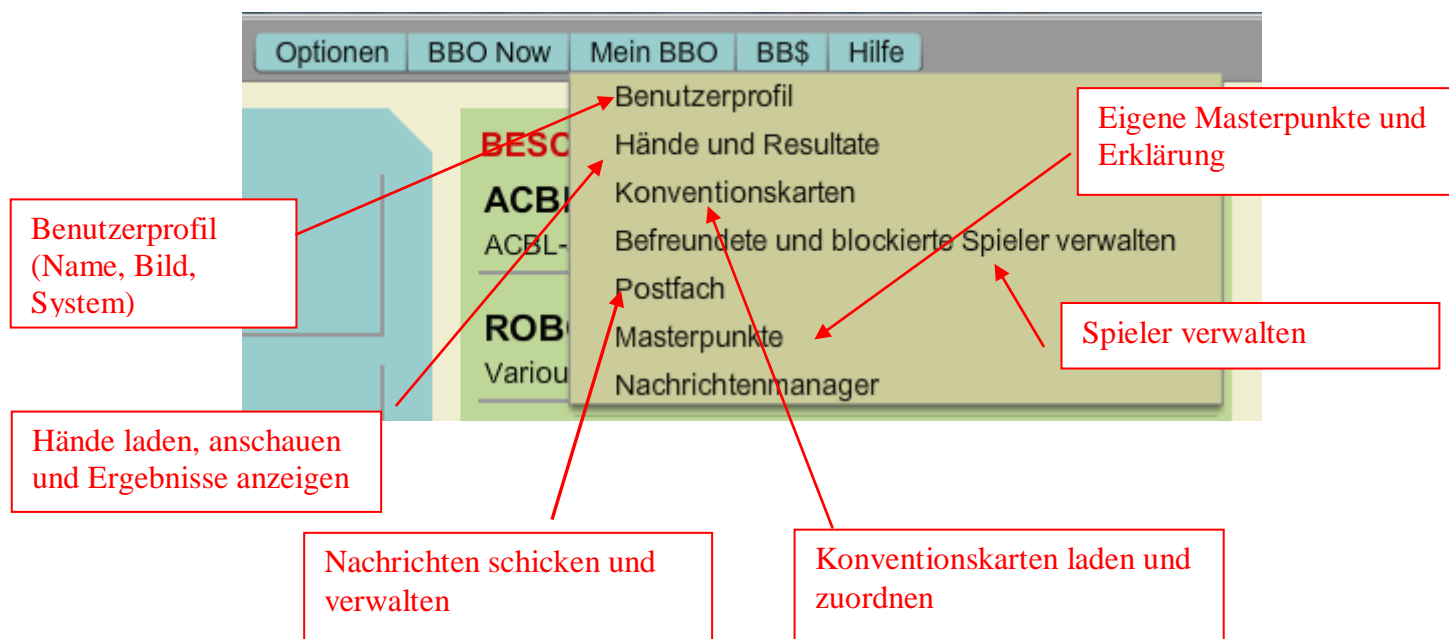 Optionen BBO Now Mein BBO BB$ Hilfe
Benutzerprofil
Hände und Resultate
Konventionskarten
Befreundete und blockierte Spieler verwalten
Postfach
Masterpunkte
Nachrichtenmanager
BESC
ACBL
ACBL-
ROBO
Variou
Eigene Masterpunkte und
Erklärung
Benutzerprofil
(Name, Bild,
System)
Spieler verwalten
Hände laden, anschauen
und Ergebnisse anzeigen
Nachrichten schicken und
verwalten
Konventionskarten laden und
zuordnen